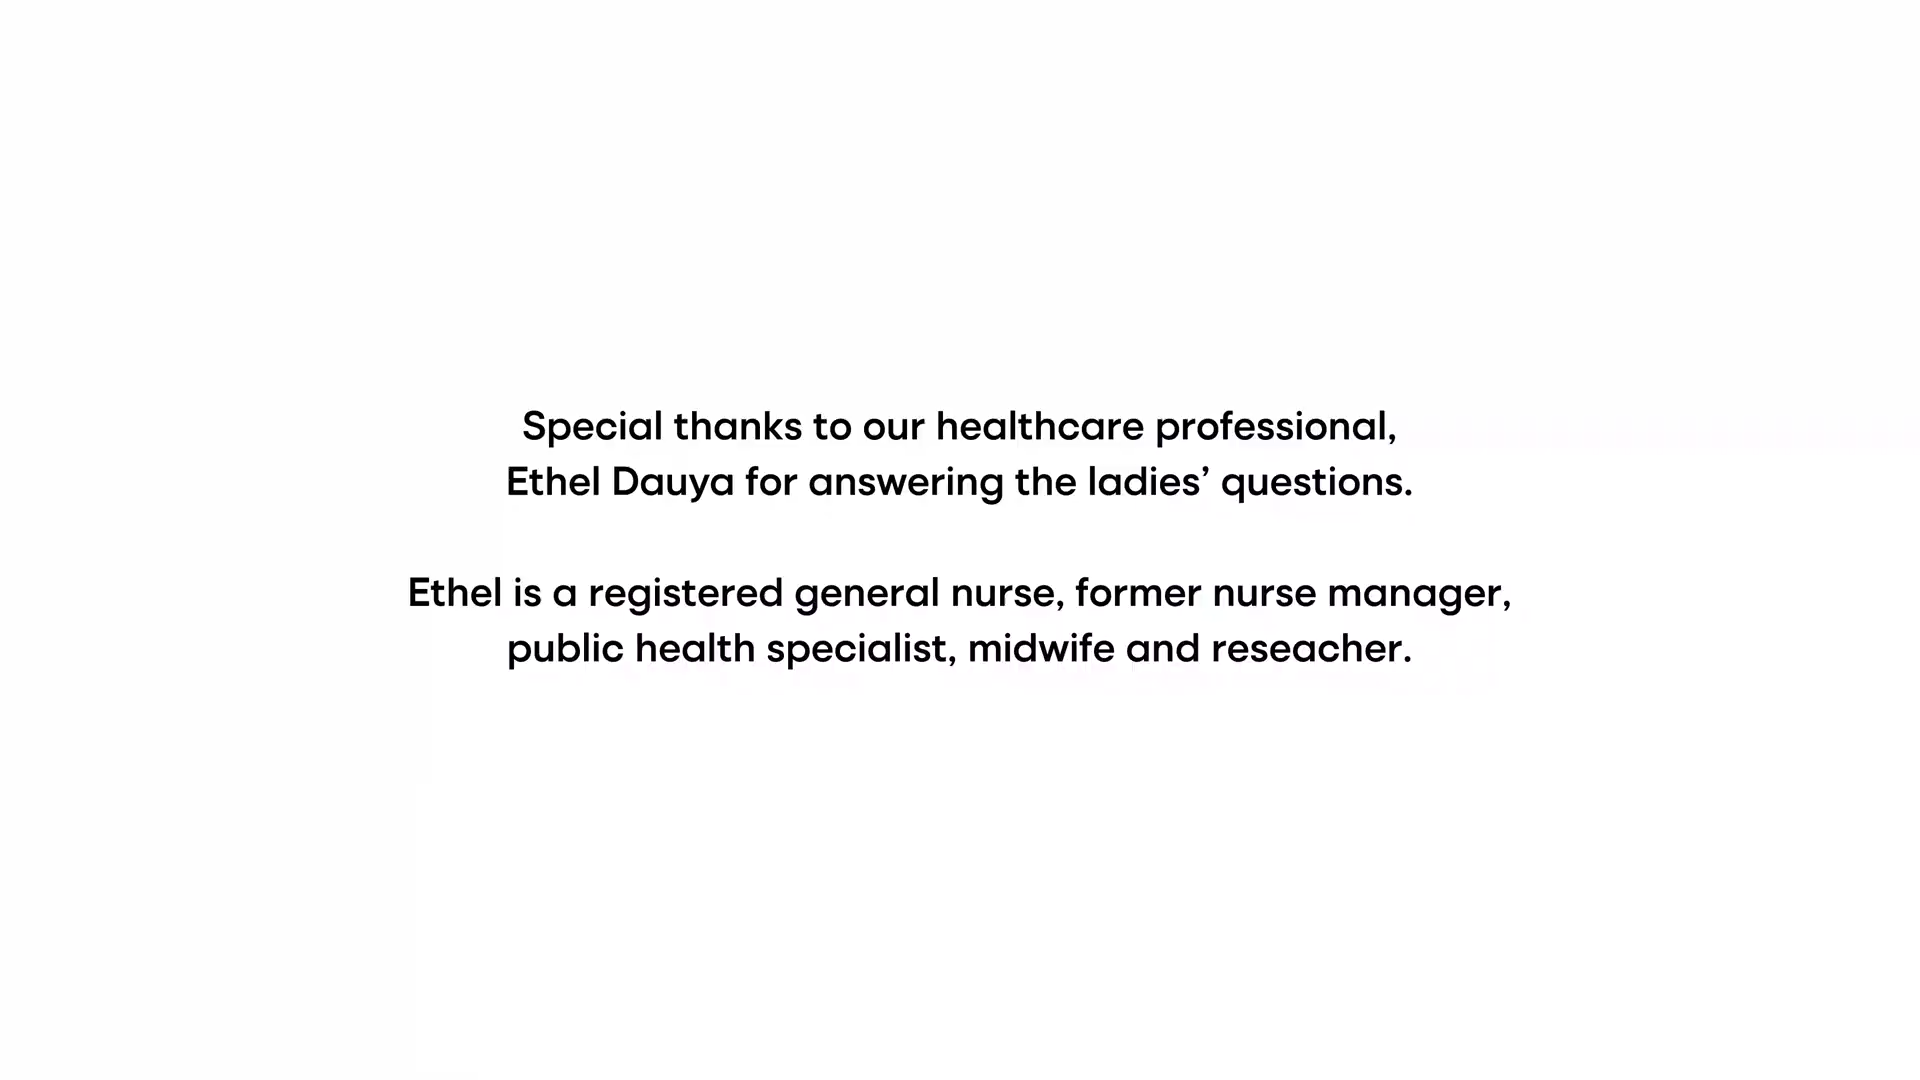 Special thanks to our healthcare professional,
Ethel Dauya for answering the ladies’ questions.
Ethel is a registered general nurse, former nurse manager,
public health specialist, midwife and reseacher.